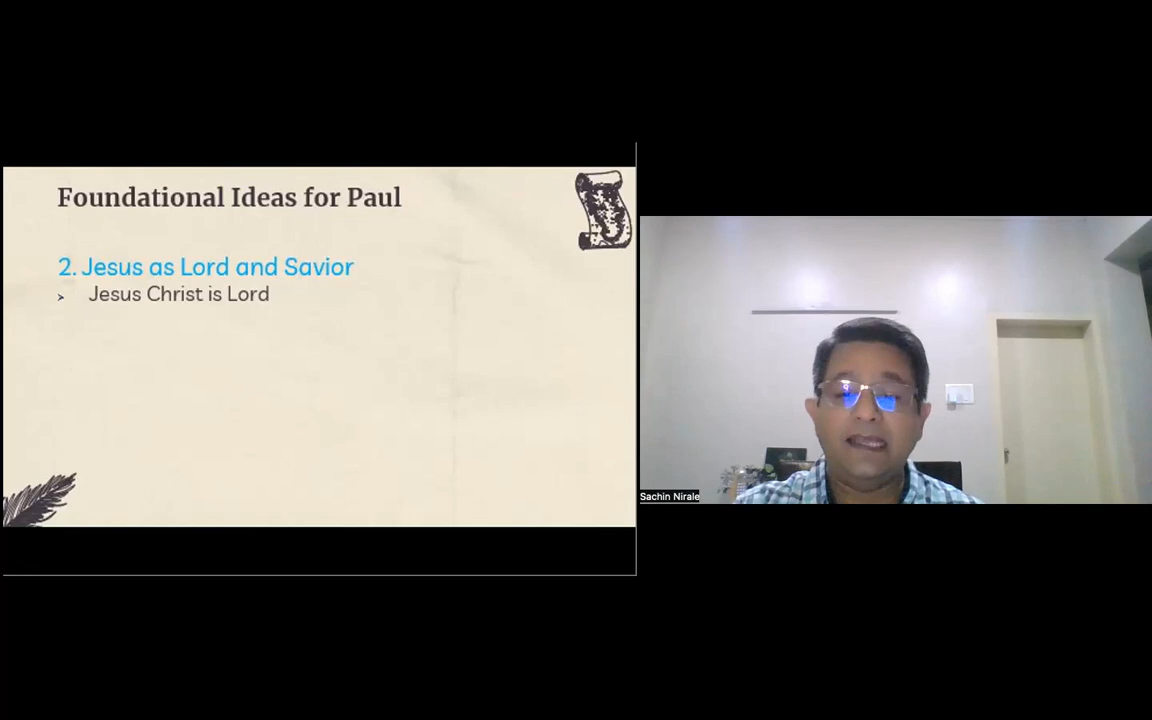 Foundational Ideas for Paul
2. Jesus as Lord and Savior
➢ Jesus Christ is Lord
Sachin Nirale